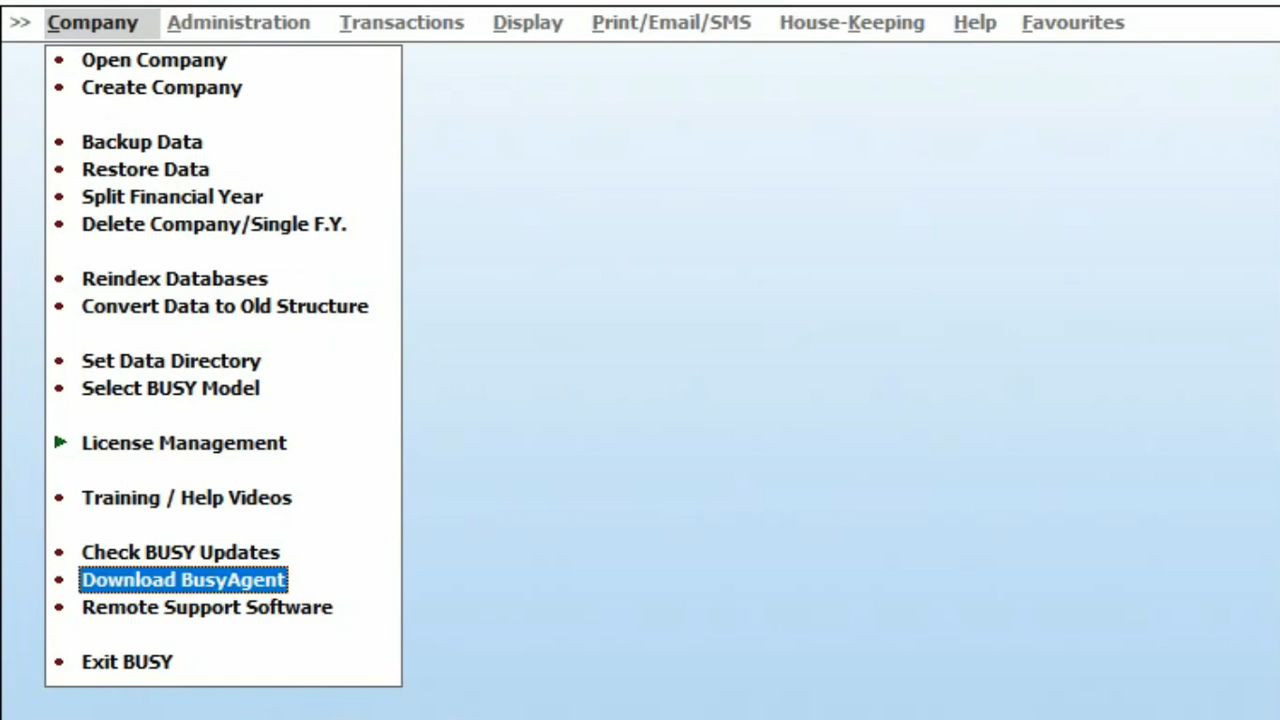 >> Company Administration Transactions Display Print/Email/SMS House-Keeping Help Favourites
Open Company
Create Company
Backup Data
Restore Data
Split Financial Year
Delete Company/Single F.Y.
Reindex Databases
Convert Data to Old Structure
Set Data Directory
Select BUSY Model
License Management
Training / Help Videos
Check BUSY Updates
Download BusyAgent
Remote Support Software
Exit BUSY